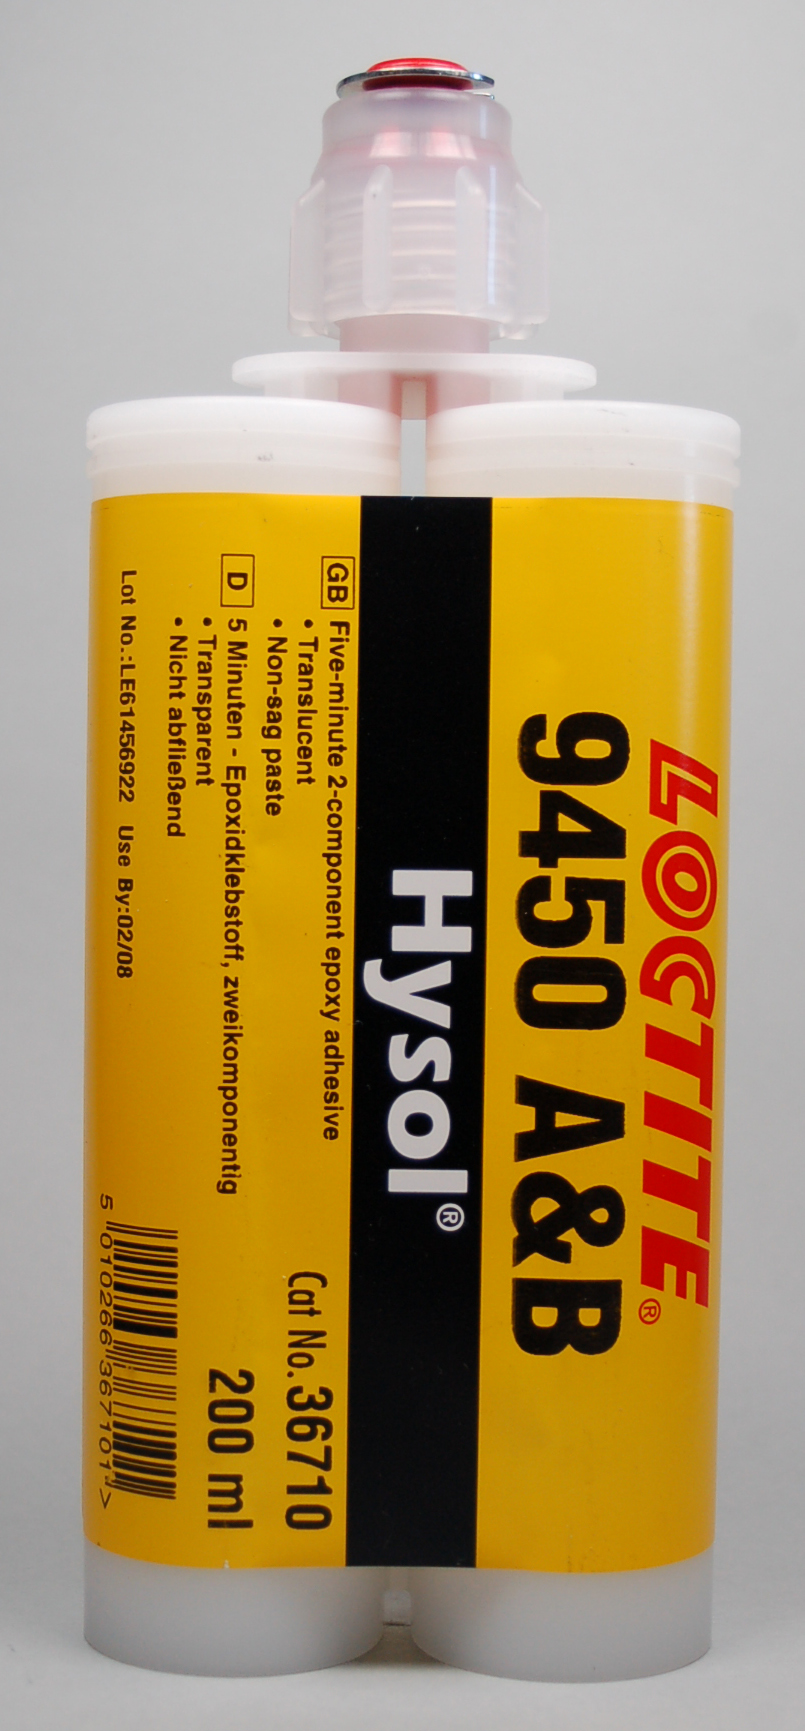 LOCTITE®
9450 A&B
Hysol®
GB Five-minute 2-component epoxy adhesive
• Translucent
• Non-sag paste
D 5 Minuten - Epoxidklebstoff, zweikomponentig
• Transparent
• Nicht abfließend
Lot No.:LE61456922 Use By:02/08
Cat No. 36710
200 ml
5 010266 367101 >